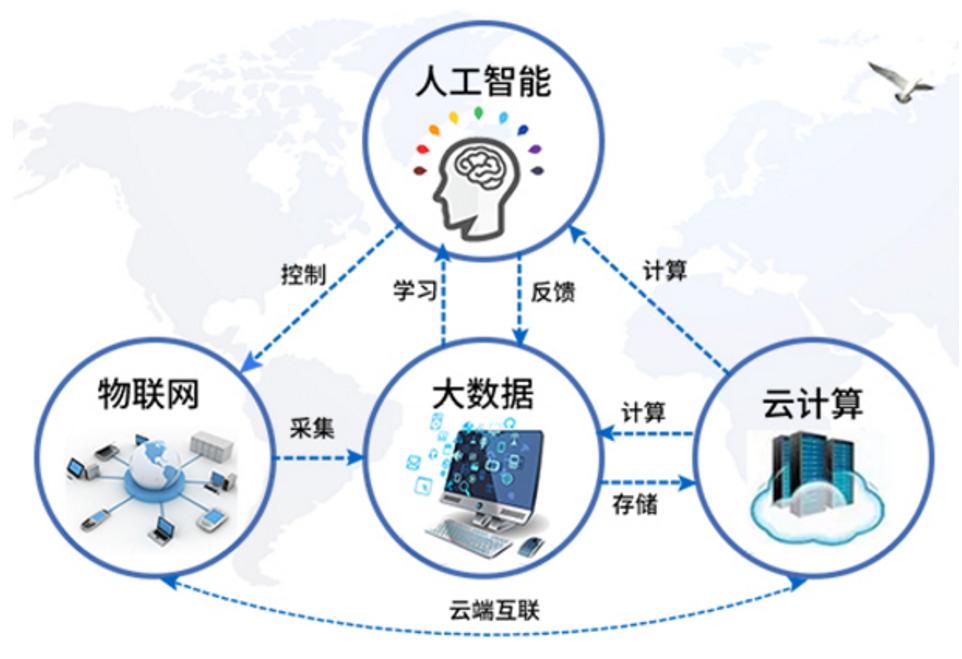 人工智能
控制
学习
反馈
计算
物联网
采集
大数据
计算
存储
云计算
云端互联